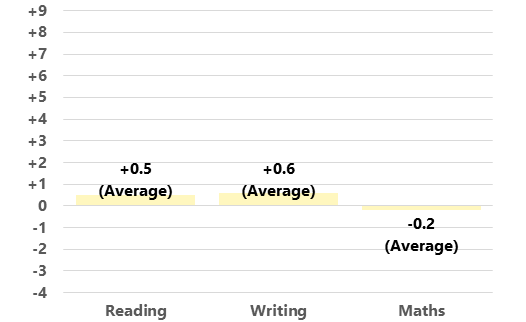 +9
+8
+7
+6
+5
+4
+3
+2
+1
0
-1
-2
-3
-4
+0.5
(Average)
+0.6
(Average)
-0.2
(Average)
Reading
Writing
Maths